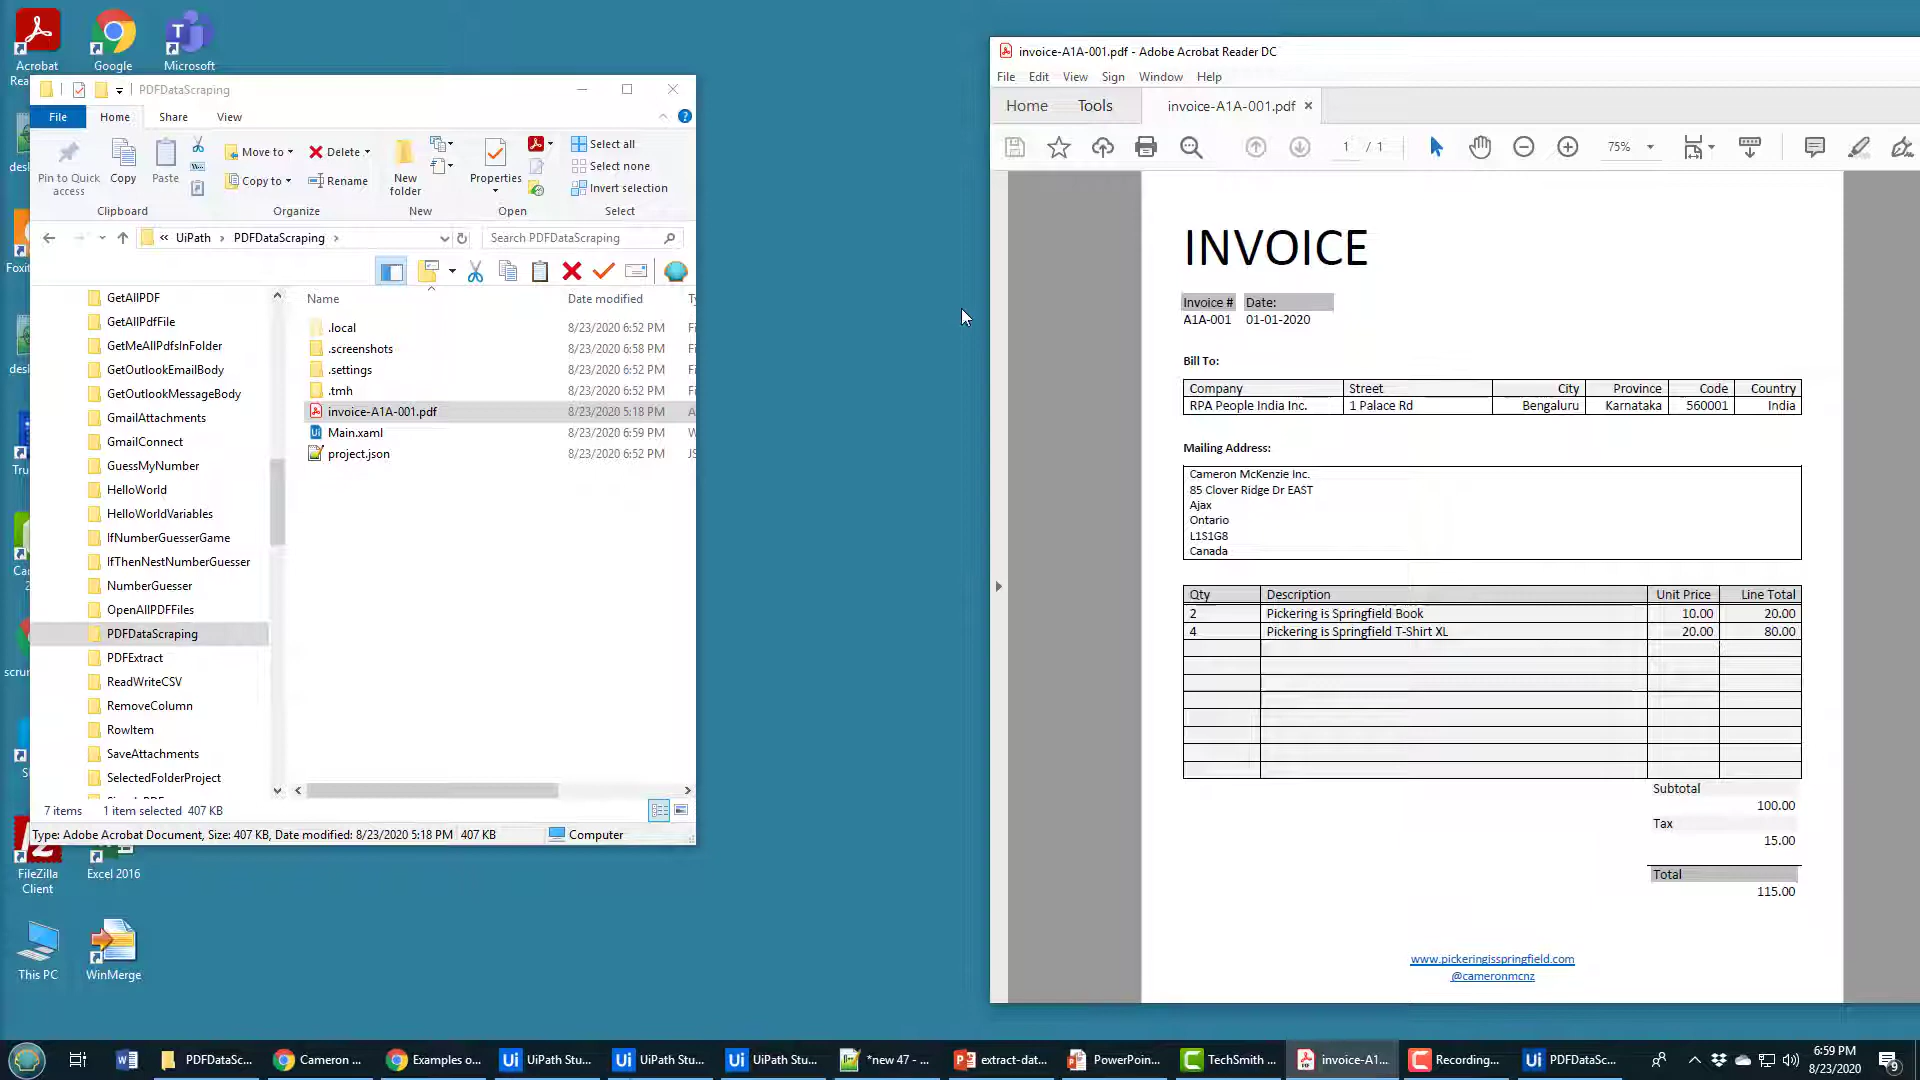 Acrobat
Rea
Google
Microsoft
PDFDataScraping
File
Home
Share
View
Pin to Quick
access
Copy
Paste
Move to
Copy to
Delete
Rename
New
folder
Properties
Select all
Select none
Invert selection
Clipboard
Organize
New
Open
Select
UiPath
PDFDataScraping
Search PDFDataScraping
GetAllPDF
GetAllPdfFile
GetMeAllPdfsInFolder
GetOutlookEmailBody
GetOutlookMessageBody
GmailAttachments
GmailConnect
GuessMyNumber
HelloWorld
HelloWorldVariables
IfNumberGuesserGame
IfThenNestNumberGuesser
NumberGuesser
OpenAllPDFFiles
PDFDataScraping
PDFExtract
ReadWriteCSV
RemoveColumn
RowItem
SaveAttachments
SelectedFolderProject
Name Date modified
.local 8/23/2020 6:52 PM
.screenshots 8/23/2020 6:58 PM
.settings 8/23/2020 6:52 PM
.tmh 8/23/2020 6:52 PM
invoice-A1A-001.pdf 8/23/2020 5:18 PM
Main.xaml 8/23/2020 6:59 PM
project.json 8/23/2020 6:52 PM
7 items 1 item selected 407 KB
Type: Adobe Acrobat Document, Size: 407 KB, Date modified: 8/23/2020 5:18 PM 407 KB Computer
FileZilla
Client
Excel 2016
This PC
WinMerge
invoice-A1A-001.pdf - Adobe Acrobat Reader DC
File Edit View Sign Window Help
Home Tools invoice-A1A-001.pdf
1 / 1 75%
INVOICE
Invoice # Date:
A1A-001 01-01-2020
Bill To:
Company Street City Province Code Country
RPA People India Inc. 1 Palace Rd Bengaluru Karnataka 560001 India
Mailing Address:
Cameron McKenzie Inc.
85 Clover Ridge Dr EAST
Ajax
Ontario
L1S1G8
Canada
Qty Description Unit Price Line Total
2 Pickering is Springfield Book 10.00 20.00
4 Pickering is Springfield T-Shirt XL 20.00 80.00
Subtotal
100.00
Tax
15.00
Total
115.00
www.pickeringisspringfield.com
@cameronmcnz
PDFDataSc... Cameron ... Examples o... UiPath Stu... UiPath Stu... UiPath Stu... *new 47 - ... extract-dat... PowerPoin... TechSmith ... invoice-A1... Recording... PDFDataSc...
6:59 PM
8/23/2020
9